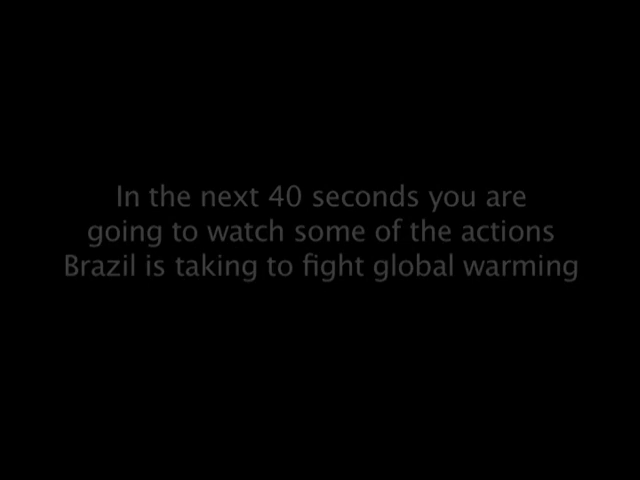 In the next 40 seconds you are
going to watch some of the actions
Brazil is taking to fight global warming